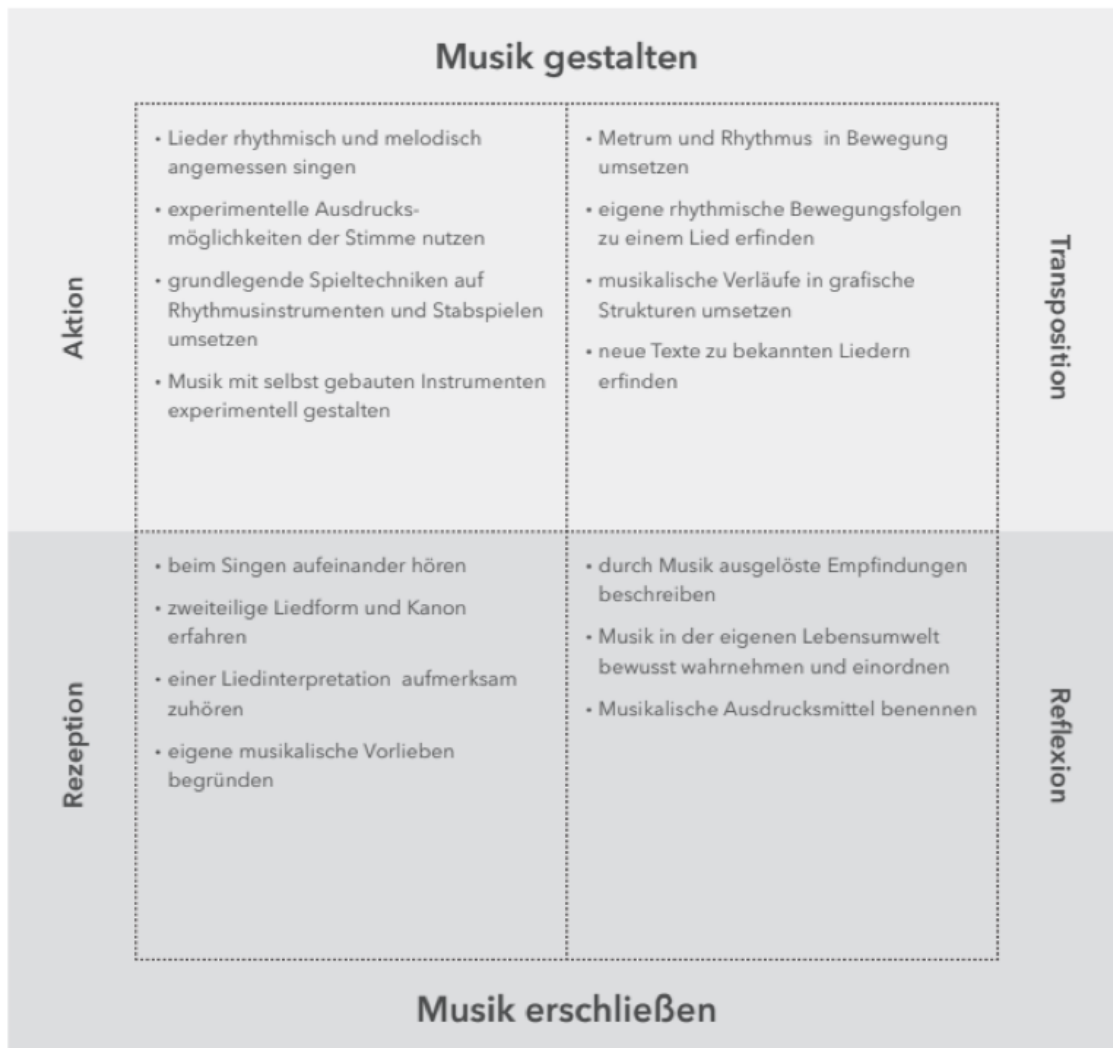 Musik gestalten
Aktion
• Lieder rhythmisch und melodisch
angemessen singen
• experimentelle Ausdrucks-
möglichkeiten der Stimme nutzen
• grundlegende Spieltechniken auf
Rhythmusinstrumenten und Stabspielen
umsetzen
• Musik mit selbst gebauten Instrumenten
experimentell gestalten
• Metrum und Rhythmus in Bewegung
umsetzen
• eigene rhythmische Bewegungsfolgen
zu einem Lied erfinden
• musikalische Verläufe in grafische
Strukturen umsetzen
• neue Texte zu bekannten Liedern
erfinden
Transposition
Rezeption
• beim Singen aufeinander hören
• zweiteilige Liedform und Kanon
erfahren
• einer Liedinterpretation aufmerksam
zuhören
• eigene musikalische Vorlieben
begründen
• durch Musik ausgelöste Empfindungen
beschreiben
• Musik in der eigenen Lebensumwelt
bewusst wahrnehmen und einordnen
• Musikalische Ausdrucksmittel benennen
Reflexion
Musik erschließen